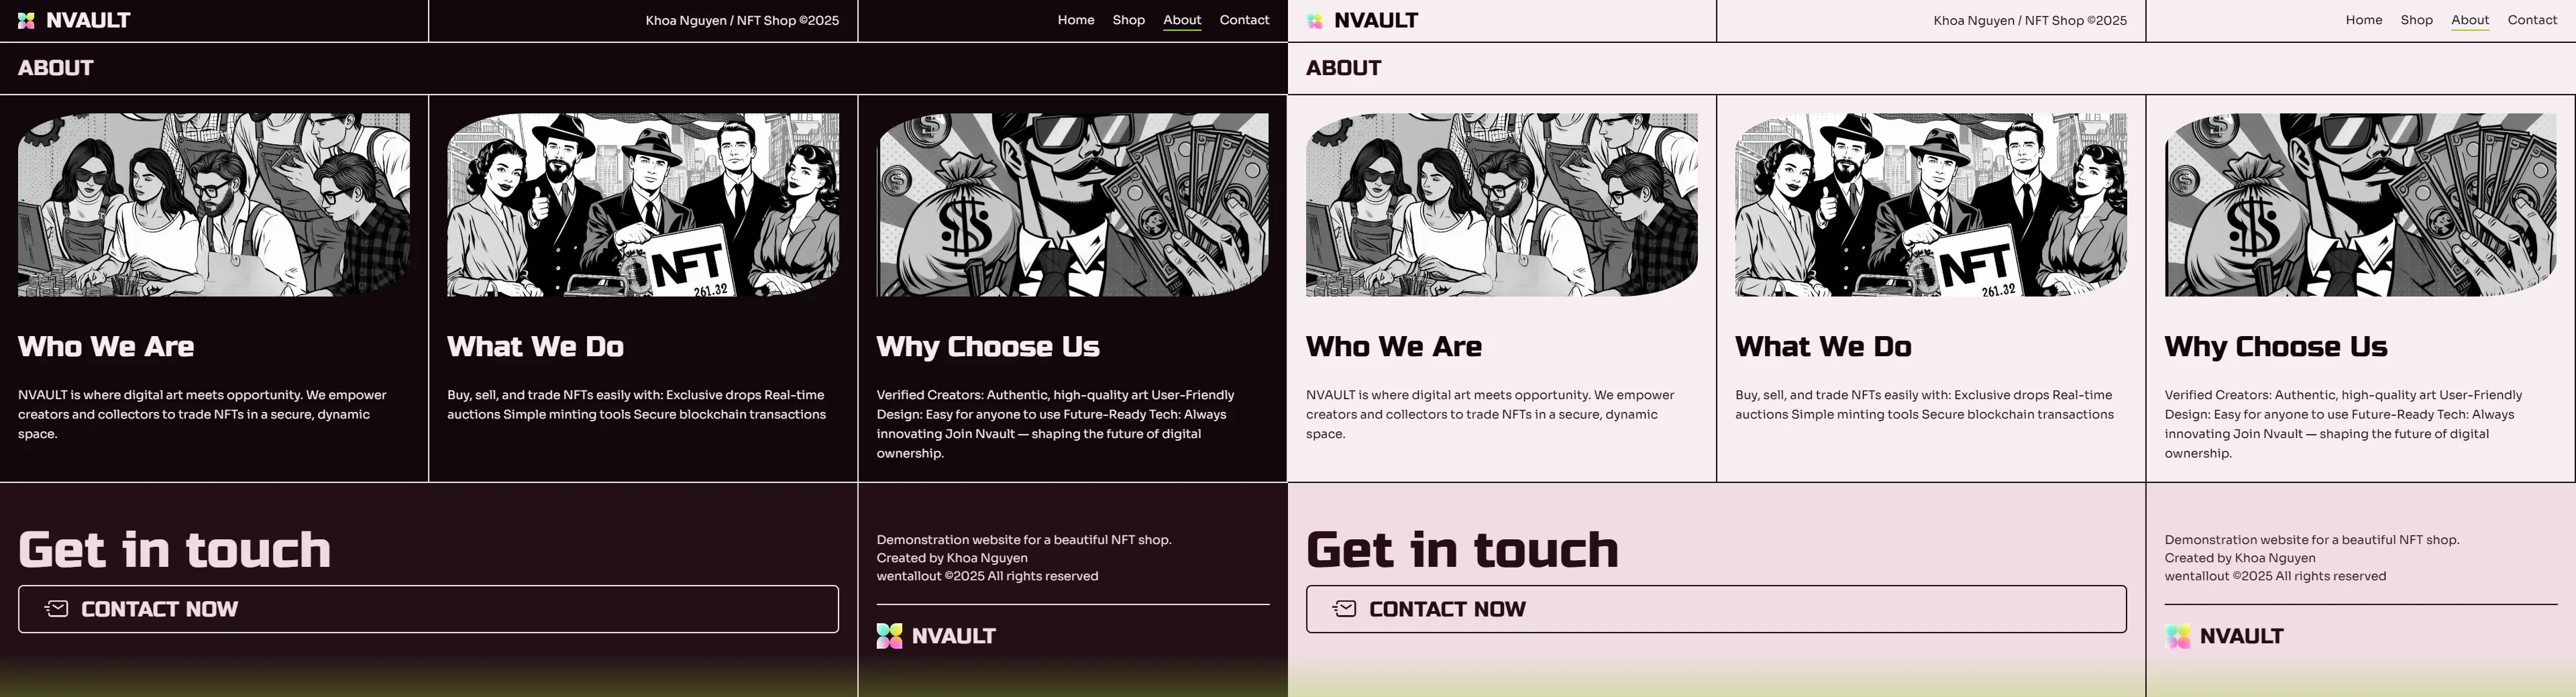 NVAULT
Khoa Nguyen / NFT Shop ©2025
Home Shop About Contact
ABOUT
NFT
261.32
Who We Are
NVAULT is where digital art meets opportunity. We empower
creators and collectors to trade NFTs in a secure, dynamic
space.
What We Do
Buy, sell, and trade NFTs easily with: Exclusive drops Real-time
auctions Simple minting tools Secure blockchain transactions
Why Choose Us
Verified Creators: Authentic, high-quality art User-Friendly
Design: Easy for anyone to use Future-Ready Tech: Always
innovating Join Nvault — shaping the future of digital
ownership.
Get in touch
CONTACT NOW
Demonstration website for a beautiful NFT shop.
Created by Khoa Nguyen
wentallout ©2025 All rights reserved
NVAULT
NVAULT
Khoa Nguyen / NFT Shop ©2025
Home Shop About Contact
ABOUT
NFT
261.32
Who We Are
NVAULT is where digital art meets opportunity. We empower
creators and collectors to trade NFTs in a secure, dynamic
space.
What We Do
Buy, sell, and trade NFTs easily with: Exclusive drops Real-time
auctions Simple minting tools Secure blockchain transactions
Why Choose Us
Verified Creators: Authentic, high-quality art User-Friendly
Design: Easy for anyone to use Future-Ready Tech: Always
innovating Join Nvault — shaping the future of digital
ownership.
Get in touch
CONTACT NOW
Demonstration website for a beautiful NFT shop.
Created by Khoa Nguyen
wentallout ©2025 All rights reserved
NVAULT